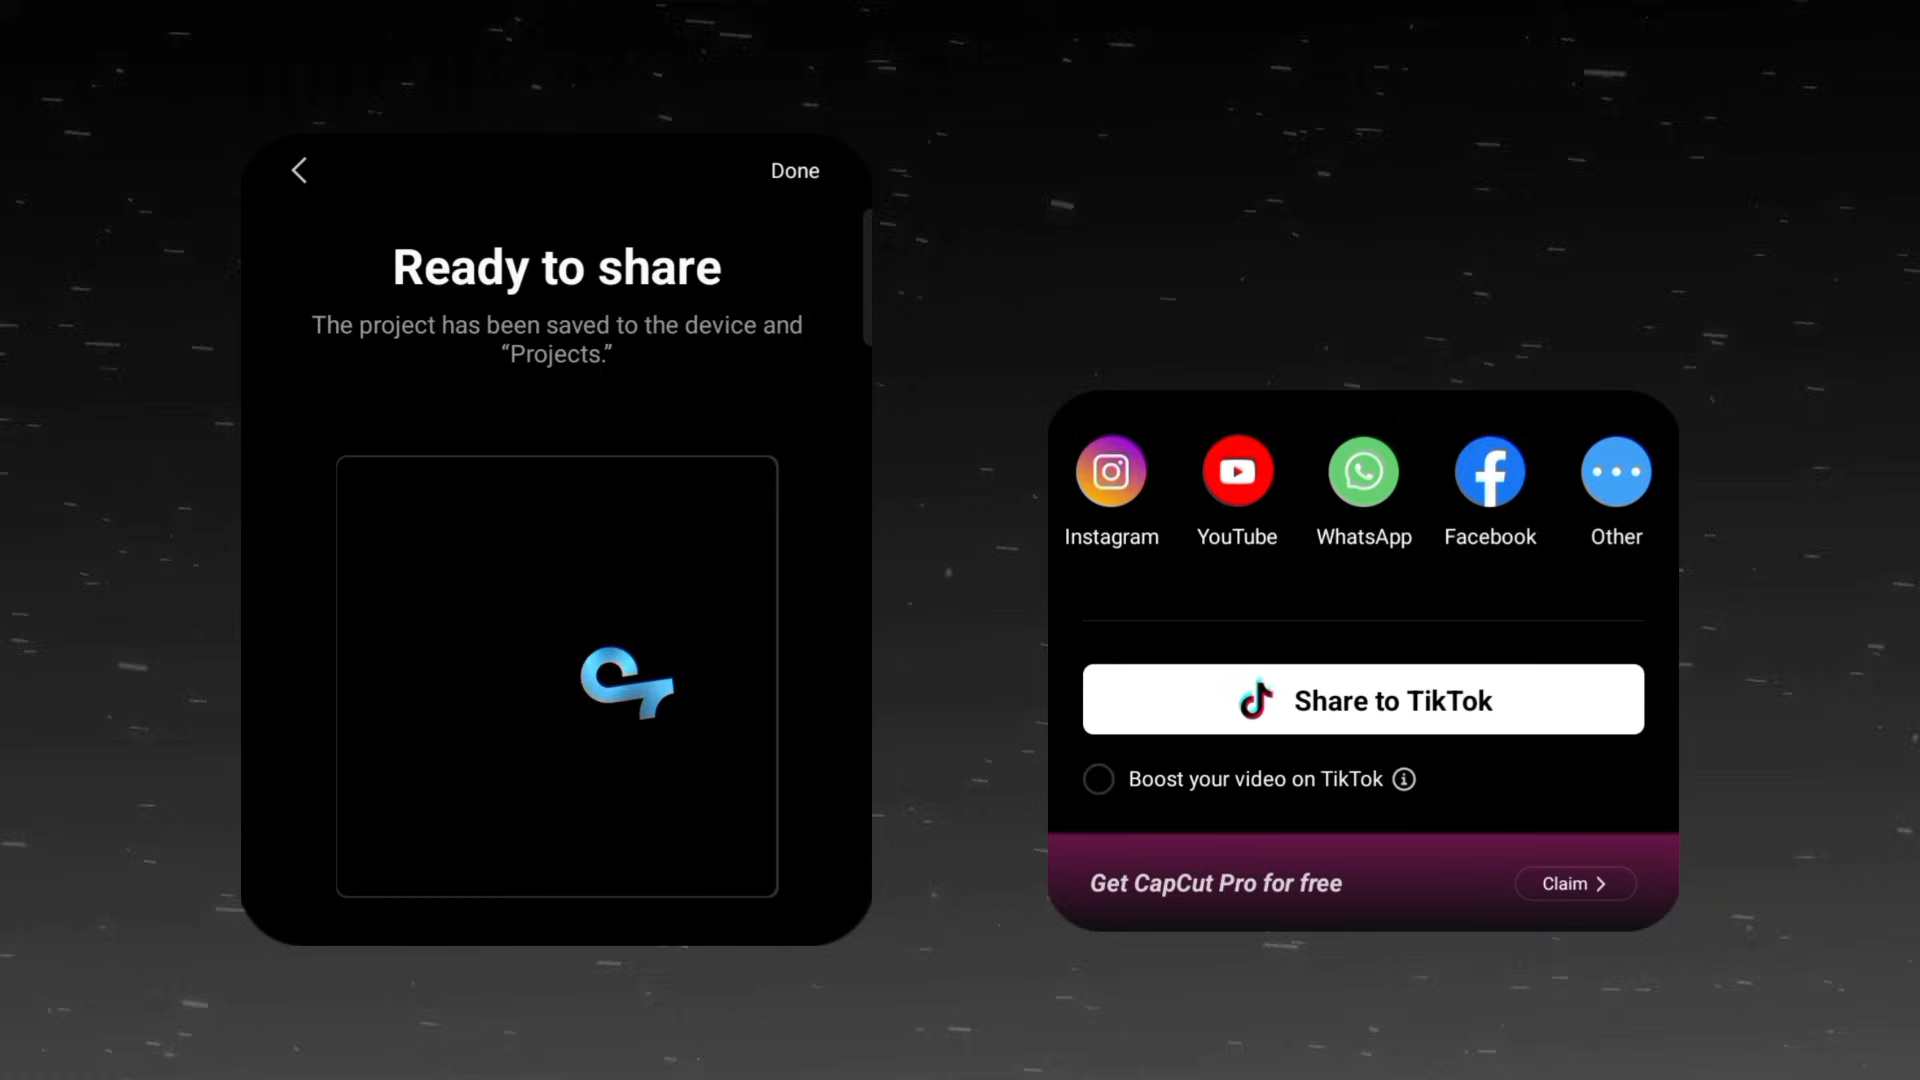 Done
Ready to share
The project has been saved to the device and
“Projects.”
Instagram
YouTube
WhatsApp
Facebook
Other
Share to TikTok
Boost your video on TikTok
Get CapCut Pro for free
Claim